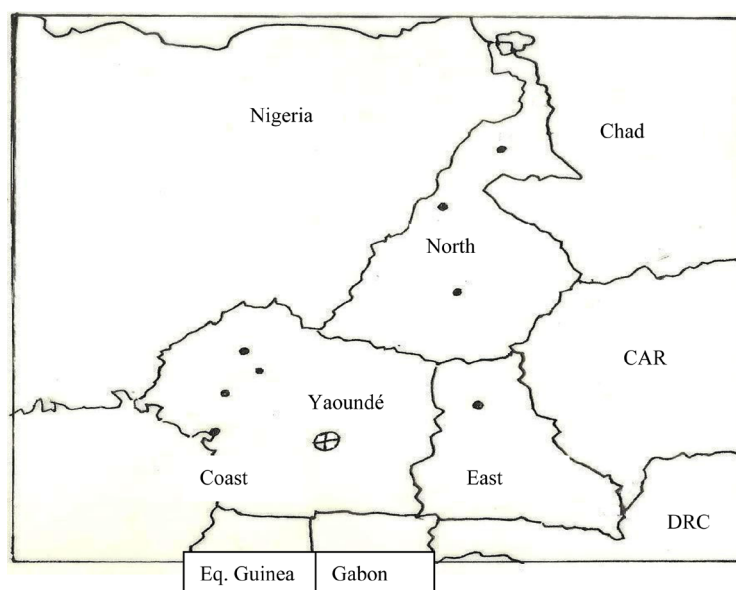 Nigeria
Chad
North
CAR
Yaoundé
Coast
East
DRC
Eq. Guinea
Gabon